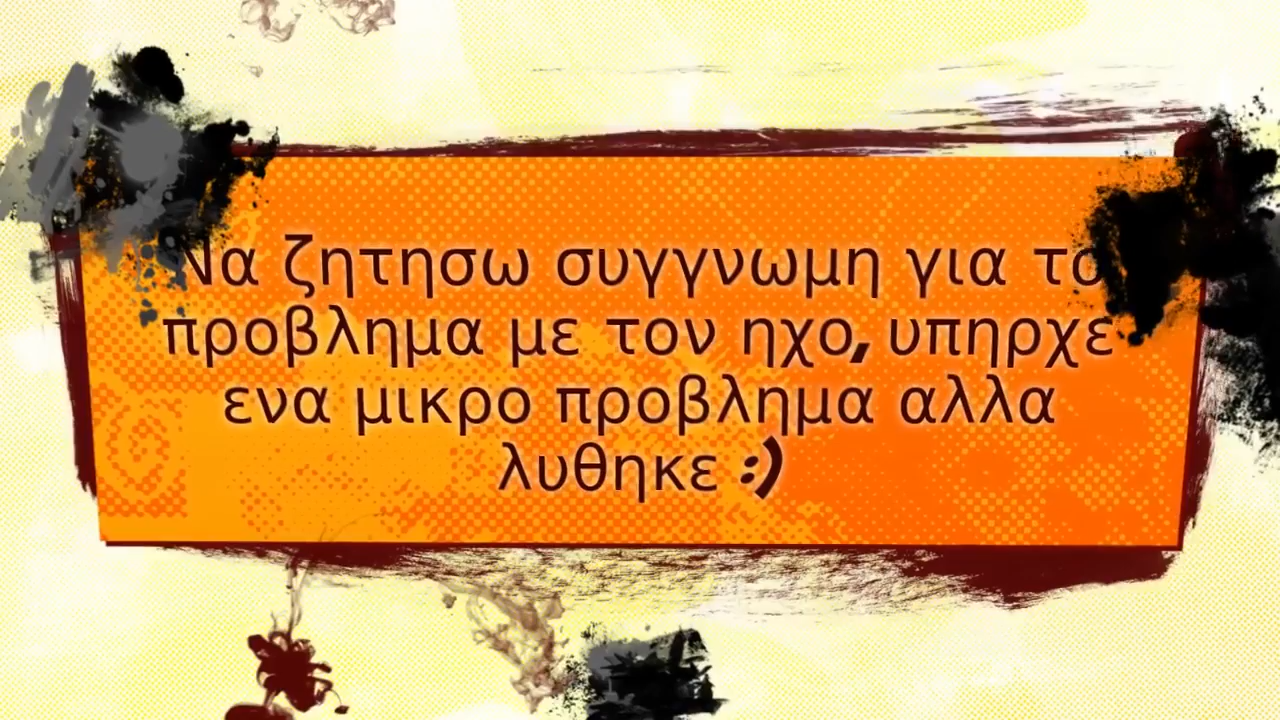 Να ζητησω συγγνωμη για το
προβλημα με τον ηχο, υπηρχε
ενα μικρο προβλημα αλλα
λυθηκε :)